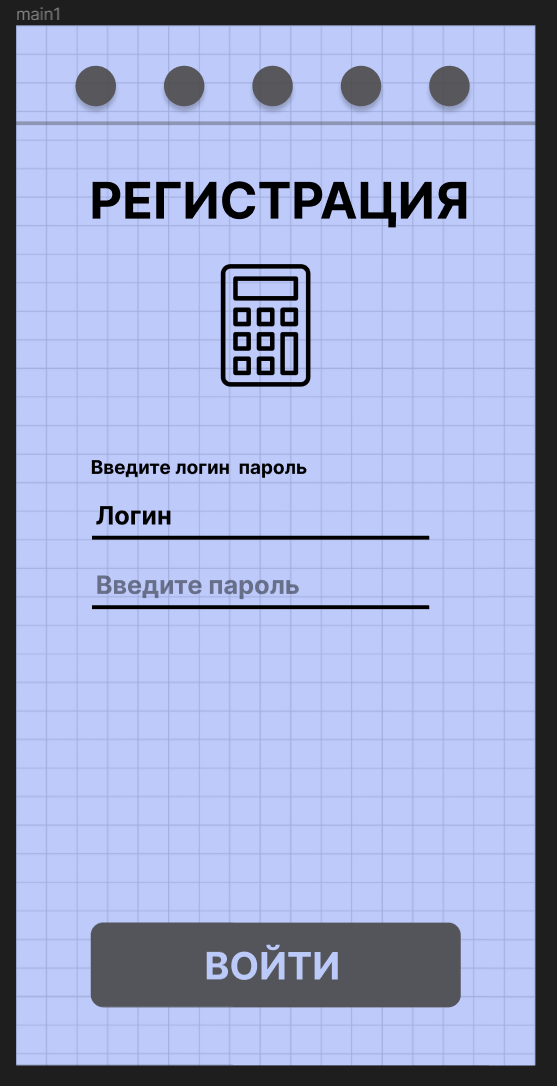 main1
РЕГИСТРАЦИЯ
Введите логин  пароль
Логин
Введите пароль
ВОЙТИ